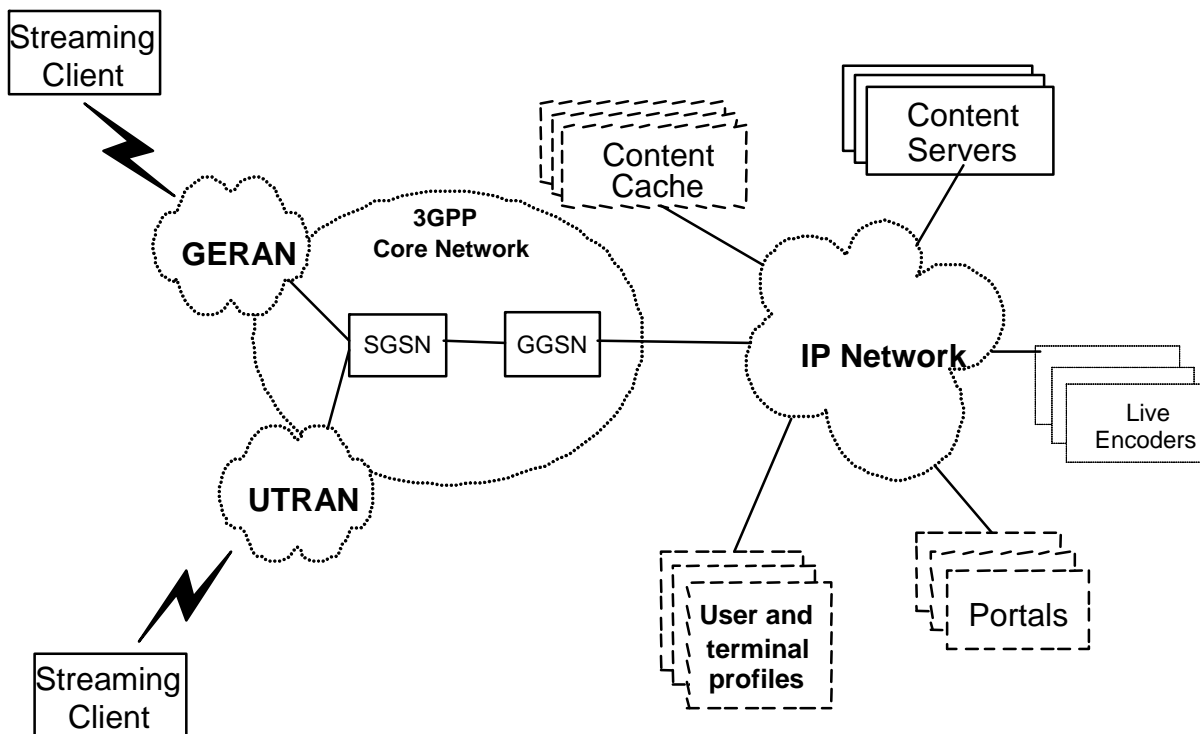 Streaming
Client
Content
Servers
Content
Cache
3GPP
Core Network
GERAN
SGSN
GGSN
IP Network
Live
Encoders
UTRAN
User and
terminal
profiles
Portals
Streaming
Client